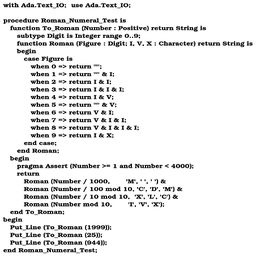 with Ada.Text_IO;  use Ada.Text_IO;
procedure Roman_Numeral_Test is
function To_Roman (Number : Positive) return String is
subtype Digit is Integer range 0..9;
function Roman (Figure : Digit; I, V, X : Character) return String is
begin
case Figure is
when 0 => return "";
when 1 => return "" & I;
when 2 => return I & I;
when 3 => return I & I & I;
when 4 => return I & V;
when 5 => return "" & V;
when 6 => return V & I;
when 7 => return V & I & I;
when 8 => return V & I & I & I;
when 9 => return I & X;
end case;
end Roman;
begin
pragma Assert (Number >= 1 and Number < 4000);
return
Roman (Number / 1000,       'M', ' ', ' ') &
Roman (Number / 100 mod 10, 'C', 'D', 'M') &
Roman (Number / 10 mod 10,  'X', 'L', 'C') &
Roman (Number mod 10,       'I', 'V', 'X');
end To_Roman;
begin
Put_Line (To_Roman (1999));
Put_Line (To_Roman (25));
Put_Line (To_Roman (944));
end Roman_Numeral_Test;